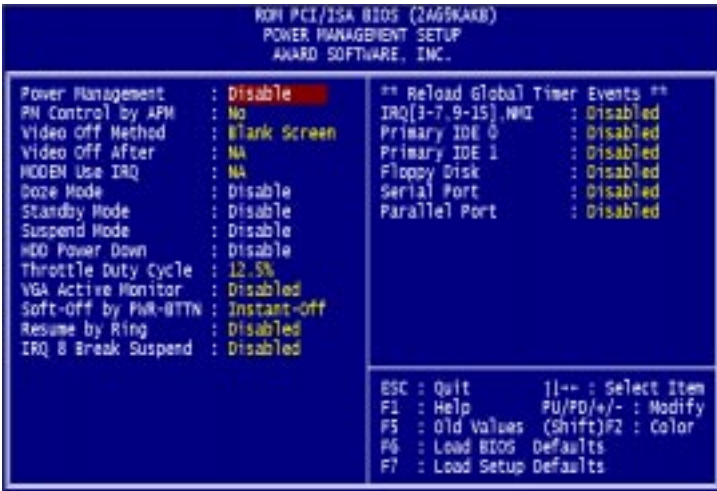 ROM PCI/ISA BIOS (2A69KAKB)
POWER MANAGEMENT SETUP
AWARD SOFTWARE, INC.
Power Management : Disable
PM Control by APM : No
Video Off Method : Blank Screen
Video Off After : NA
MODEM Use IRQ : NA
Doze Mode : Disable
Standby Mode : Disable
Suspend Mode : Disable
HDD Power Down : Disable
Throttle Duty Cycle : 12.5%
VGA Active Monitor : Disabled
Soft-Off by PWR-BTTN : Instant-Off
Resume by Ring : Disabled
IRQ 8 Break Suspend : Disabled
** Reload Global Timer Events **
IRQ[3-7,9-15],NMI : Disabled
Primary IDE 0 : Disabled
Primary IDE 1 : Disabled
Floppy Disk : Disabled
Serial Port : Disabled
Parallel Port : Disabled
ESC : Quit ↑↓→← : Select Item
F1 : Help PU/PD/+/- : Modify
F5 : Old Values (Shift)F2 : Color
F6 : Load BIOS Defaults
F7 : Load Setup Defaults